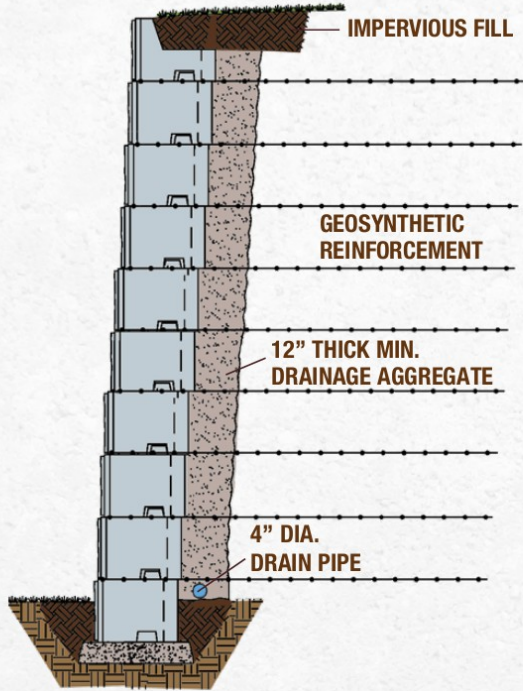 IMPERVIOUS FILL
GEOSYNTHETIC
REINFORCEMENT
12” THICK MIN.
DRAINAGE AGGREGATE
4” DIA.
DRAIN PIPE